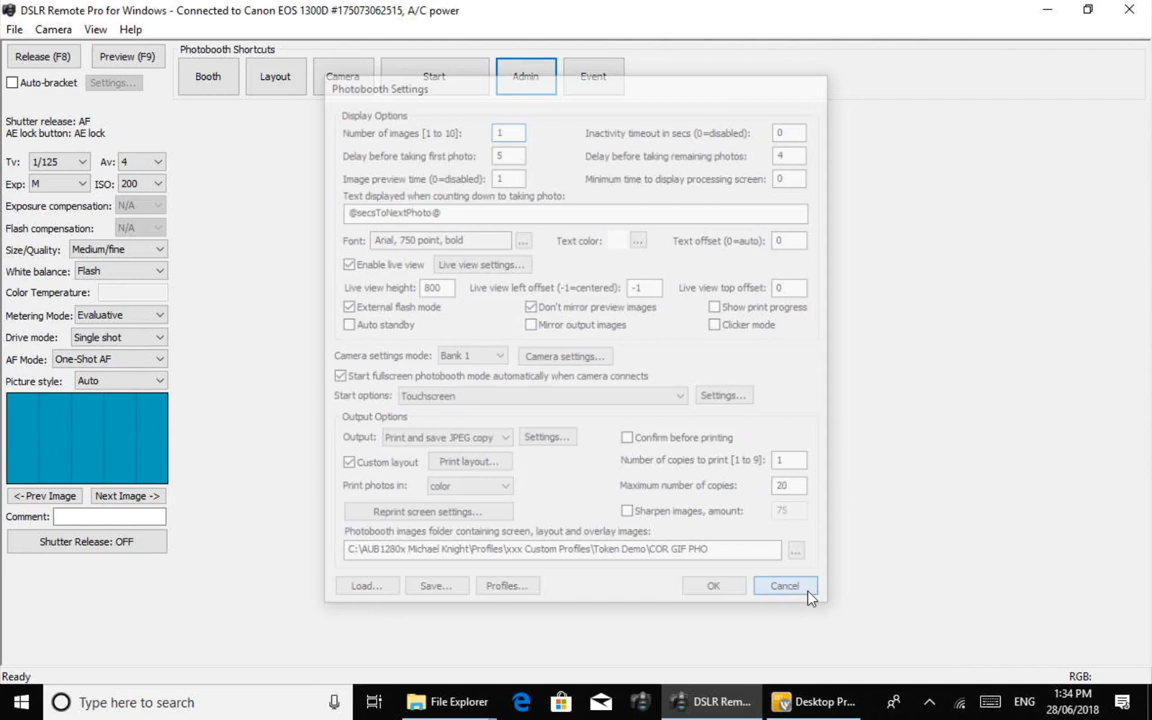 DSLR Remote Pro for Windows - Connected to Canon EOS 1300D #175073062515, A/C power
File Camera View Help
Release (F8) Preview (F9)
Auto-bracket Settings...
Photobooth Shortcuts
Booth Layout Camera Start Admin Event
Shutter release: AF
AE lock button: AE lock
Tv: 1/125 Av: 4
Exp: M ISO: 200
Exposure compensation: N/A
Flash compensation: N/A
Size/Quality: Medium/fine
White balance: Flash
Color Temperature:
Metering Mode: Evaluative
Drive mode: Single shot
AF Mode: One-Shot AF
Picture style: Auto
<-Prev Image Next Image ->
Comment:
Shutter Release: OFF
Photobooth Settings
Display Options
Number of images [1 to 10]: 1 Inactivity timeout in secs (0=disabled): 0
Delay before taking first photo: 5 Delay before taking remaining photos: 4
Image preview time (0=disabled): 1 Minimum time to display processing screen: 0
Text displayed when counting down to taking photo:
@secsToNextPhoto@
Font: Arial, 750 point, bold ... Text color: ... Text offset (0=auto): 0
Enable live view Live view settings...
Live view height: 800 Live view left offset (-1=centered): -1 Live view top offset: 0
External flash mode Don't mirror preview images Show print progress
Auto standby Mirror output images Clicker mode
Camera settings mode: Bank 1 Camera settings...
Start fullscreen photobooth mode automatically when camera connects
Start options: Touchscreen Settings...
Output Options
Output: Print and save JPEG copy Settings... Confirm before printing
Custom layout Print layout... Number of copies to print [1 to 9]: 1
Print photos in: color Maximum number of copies: 20
Reprint screen settings... Sharpen images, amount: 75
Photobooth images folder containing screen, layout and overlay images:
C:\AUB1280x Michael Knight\Profiles\xxx Custom Profiles\Token Demo\COR GIF PHO ...
Load... Save... Profiles... OK Cancel
Ready RGB:
Type here to search File Explorer DSLR Rem... Desktop Pr... ENG 1:34 PM
28/06/2018